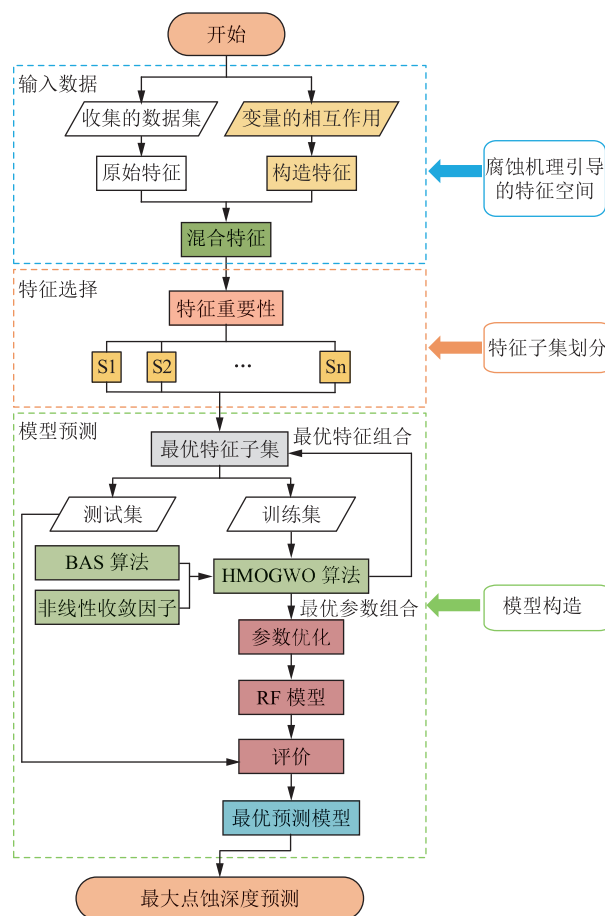 开始
输入数据
收集的数据集
变量的相互作用
原始特征
构造特征
混合特征
腐蚀机理引导
的特征空间
特征选择
特征重要性
S1
S2
...
Sn
特征子集划分
模型预测
最优特征子集
最优特征组合
测试集
训练集
BAS 算法
非线性收敛因子
HMOGWO 算法
最优参数组合
模型构造
参数优化
RF 模型
评价
最优预测模型
最大点蚀深度预测